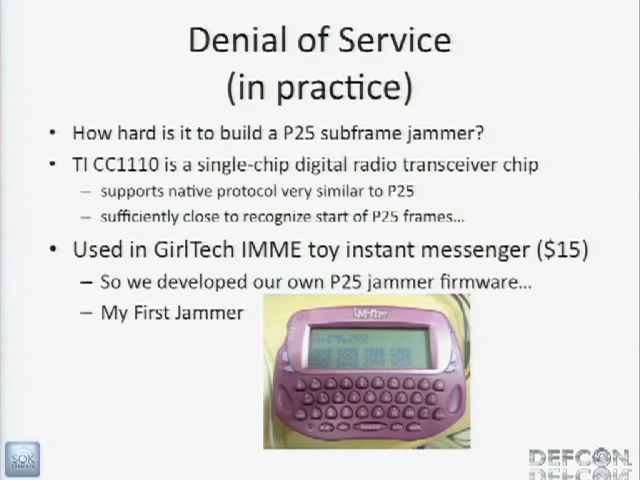 Denial of Service
(in practice)
• How hard is it to build a P25 subframe jammer?
• TI CC1110 is a single-chip digital radio transceiver chip
– supports native protocol very similar to P25
– sufficiently close to recognize start of P25 frames…
• Used in GirlTech IMME toy instant messenger ($15)
– So we developed our own P25 jammer firmware…
– My First Jammer
SOK
DEFCON